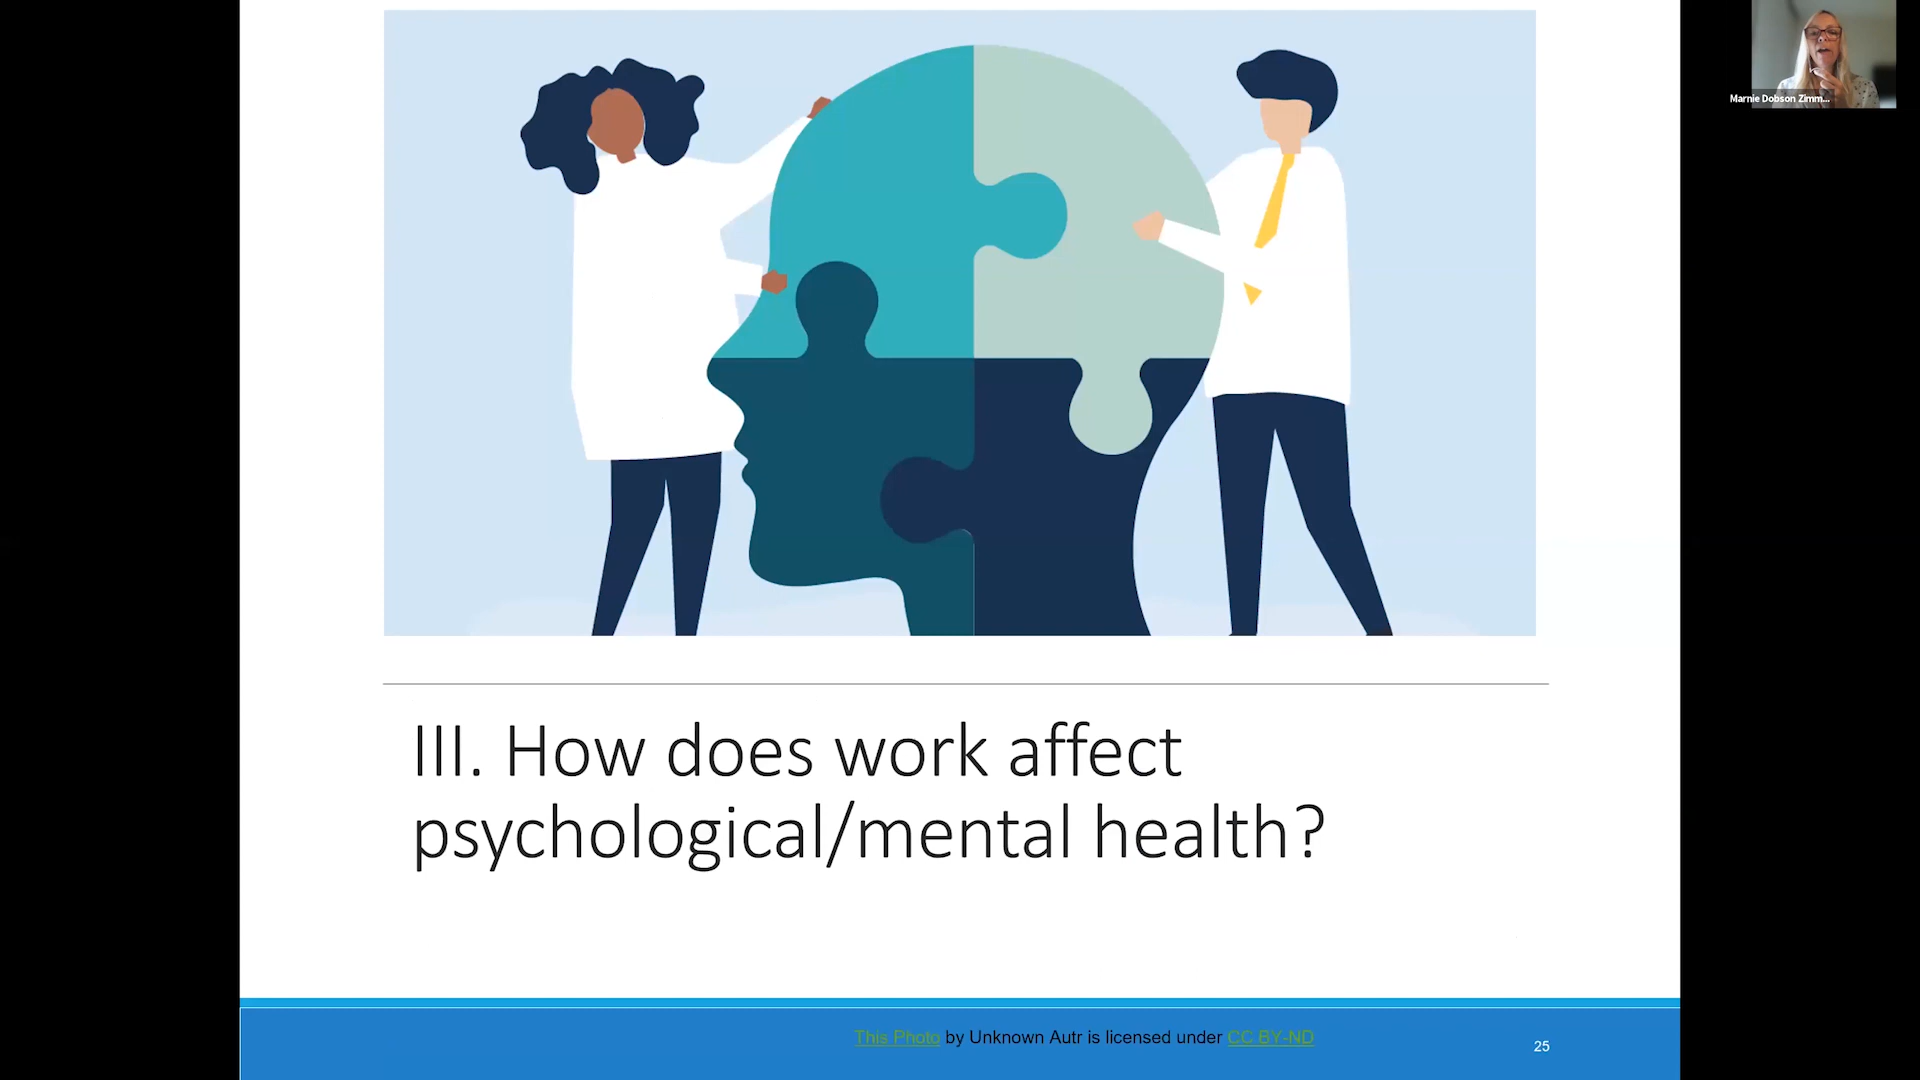 Marnie Dobson Zimm...
III. How does work affect
psychological/mental health?
This Photo by Unknown Autr is licensed under CC BY-ND
25